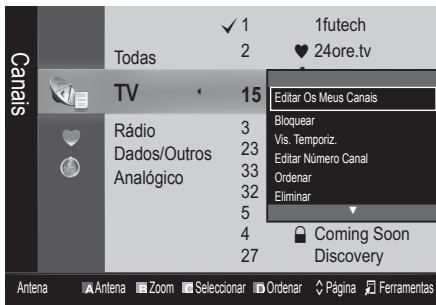 Canais
✓ 1 1futech
Todas 2 ♥ 24ore.tv
TV 15
Editar Os Meus Canais
Bloquear
Vis. Temporiz.
Editar Número Canal
Ordenar
Eliminar
▼
Rádio 3
Dados/Outros 23
Analógico 33
32
5
4 Coming Soon
27 Discovery
Antena A Antena B Zoom C Seleccionar D Ordenar Página Ferramentas